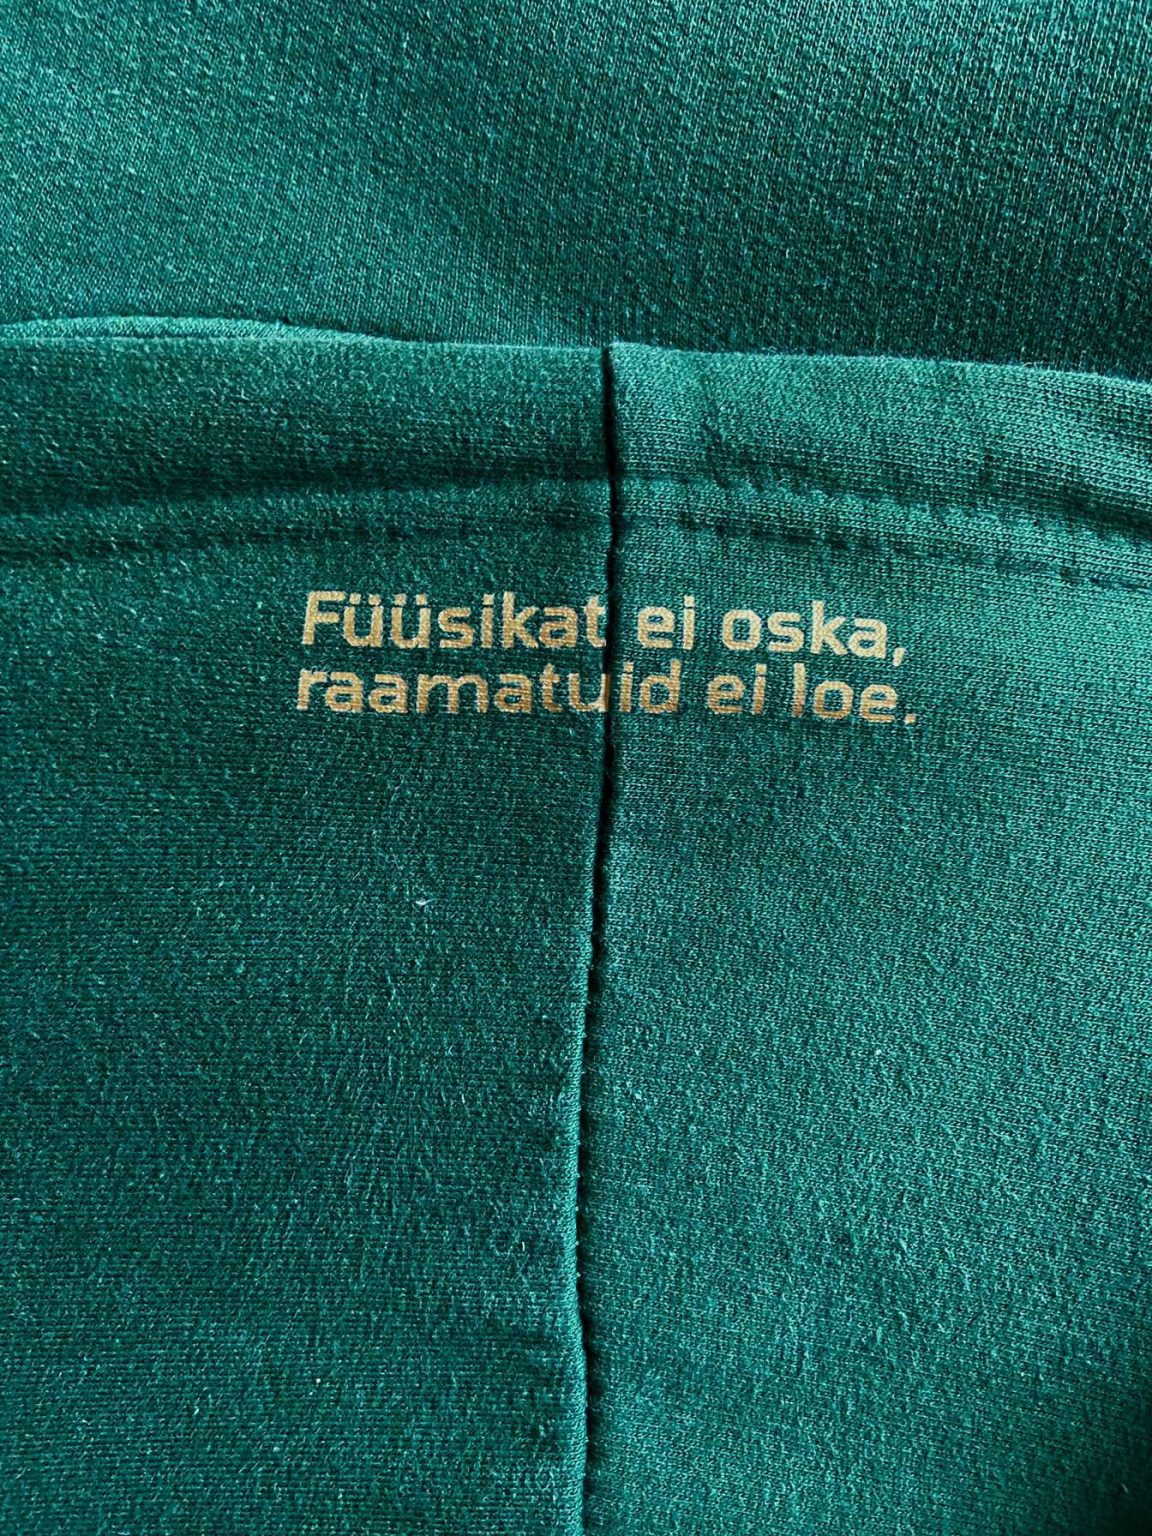 Füüsikat ei oska,
raamatuid ei loe.